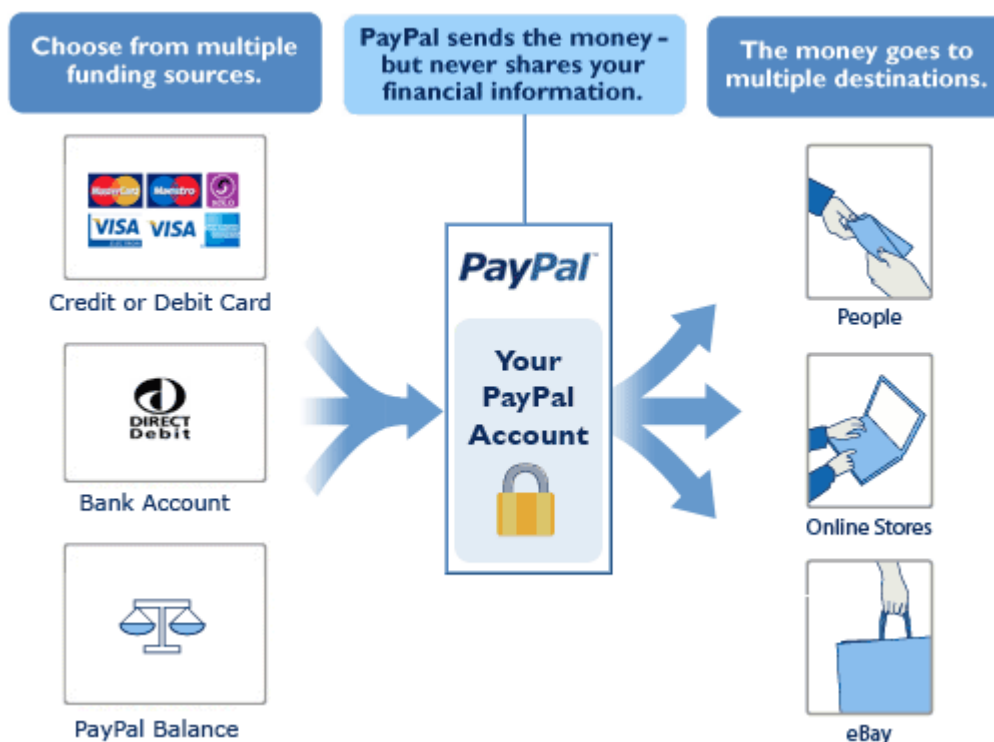 Choose from multiple
funding sources.
PayPal sends the money -
but never shares your
financial information.
The money goes to
multiple destinations.
MasterCard
Maestro
SOLO
VISA
VISA
Credit or Debit Card
DIRECT
Debit
Bank Account
PayPal Balance
PayPal™
Your
PayPal
Account
People
Online Stores
eBay